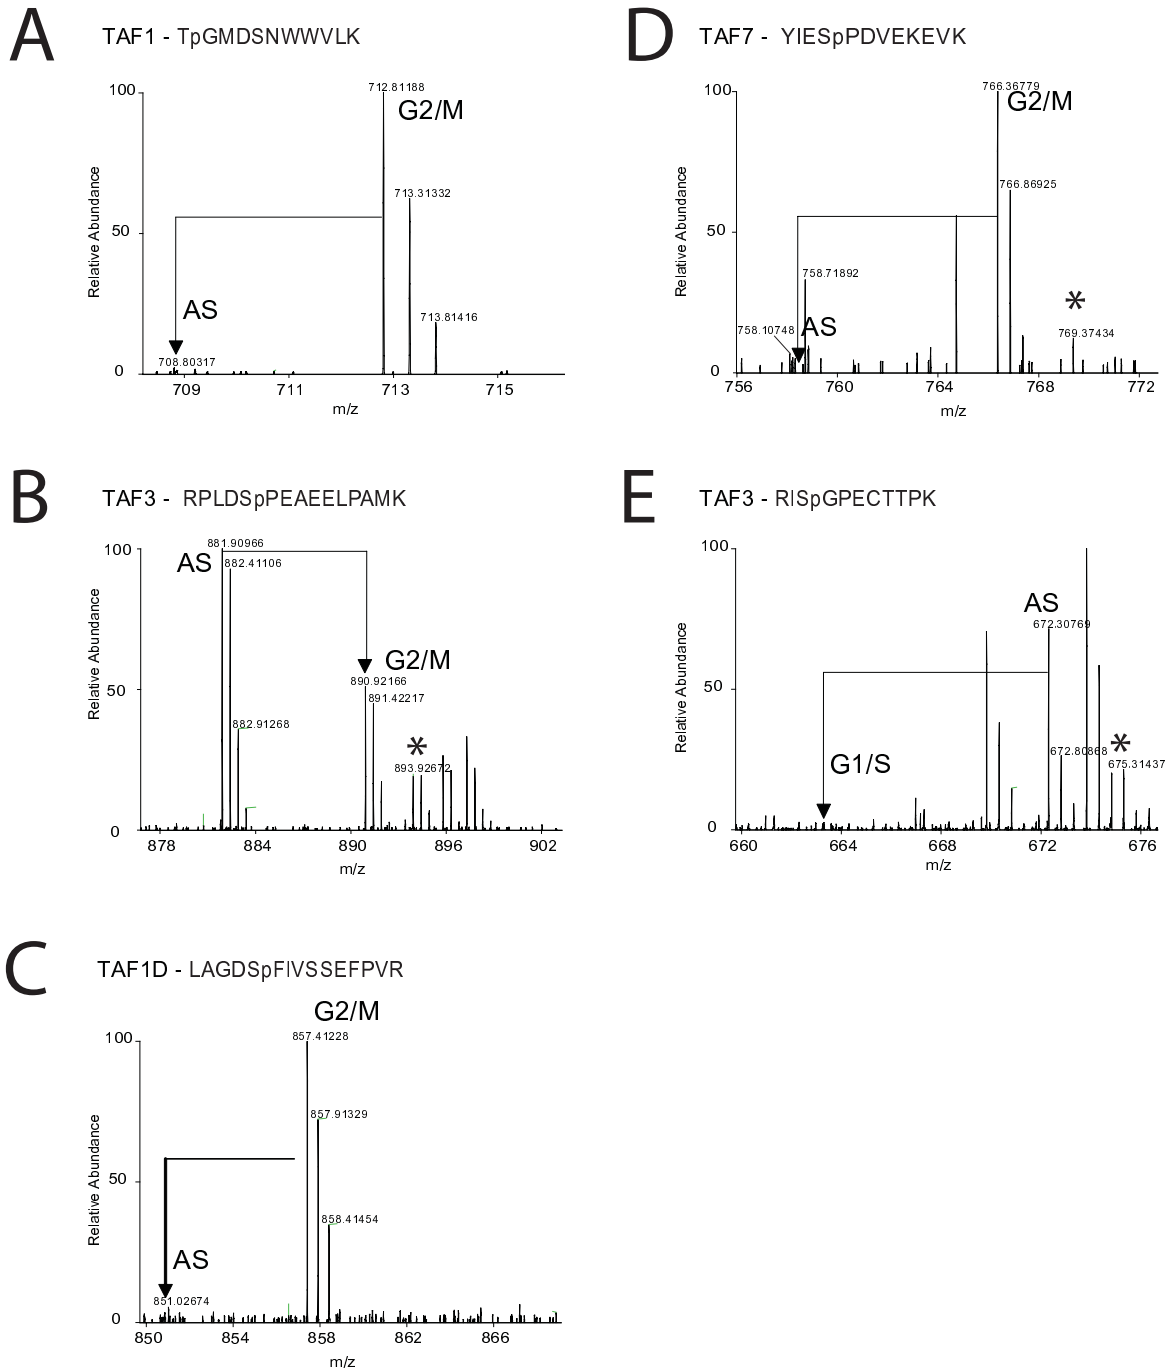 A
TAF1 - TpGMDSNWWVLK
100
712.81188
G2/M
713.31332
50
AS
713.81416
708.80317
0
709 711 713 715
Relative Abundance
m/z
D
TAF7 - YIESpPDVEKEVK
100
766.36779
G2/M
766.86925
50
758.71892
*
758.10748
AS
769.37434
0
756 760 764 768 772
Relative Abundance
m/z
B
TAF3 - RPLDSpPEAEELPAMK
100
881.90966
AS
882.41106
G2/M
890.92166
50
891.42217
882.91268
*
893.92672
0
878 884 890 896 902
Relative Abundance
m/z
E
TAF3 - RISpGPECTTPK
100
AS
672.30769
50
G1/S
672.80868
*
675.31437
0
660 664 668 672 676
Relative Abundance
m/z
C
TAF1D - LAGDSpFIVSSEFPVR
G2/M
100
857.41228
857.91329
50
858.41454
AS
851.02674
0
850 854 858 862 866
Relative Abundance
m/z